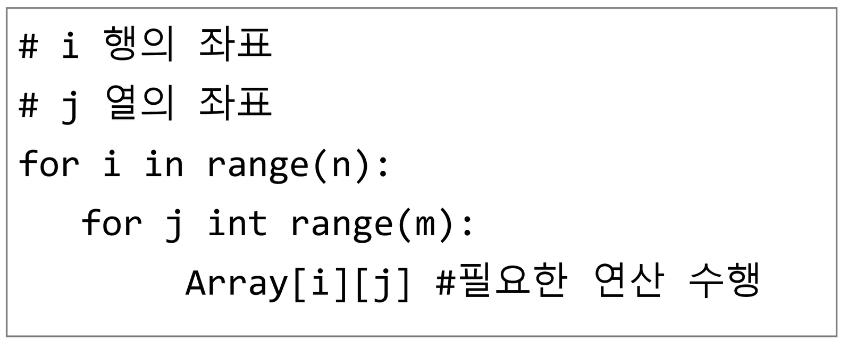 # i 행의 좌표
# j 열의 좌표
for i in range(n):
for j int range(m):
Array[i][j] #필요한 연산 수행